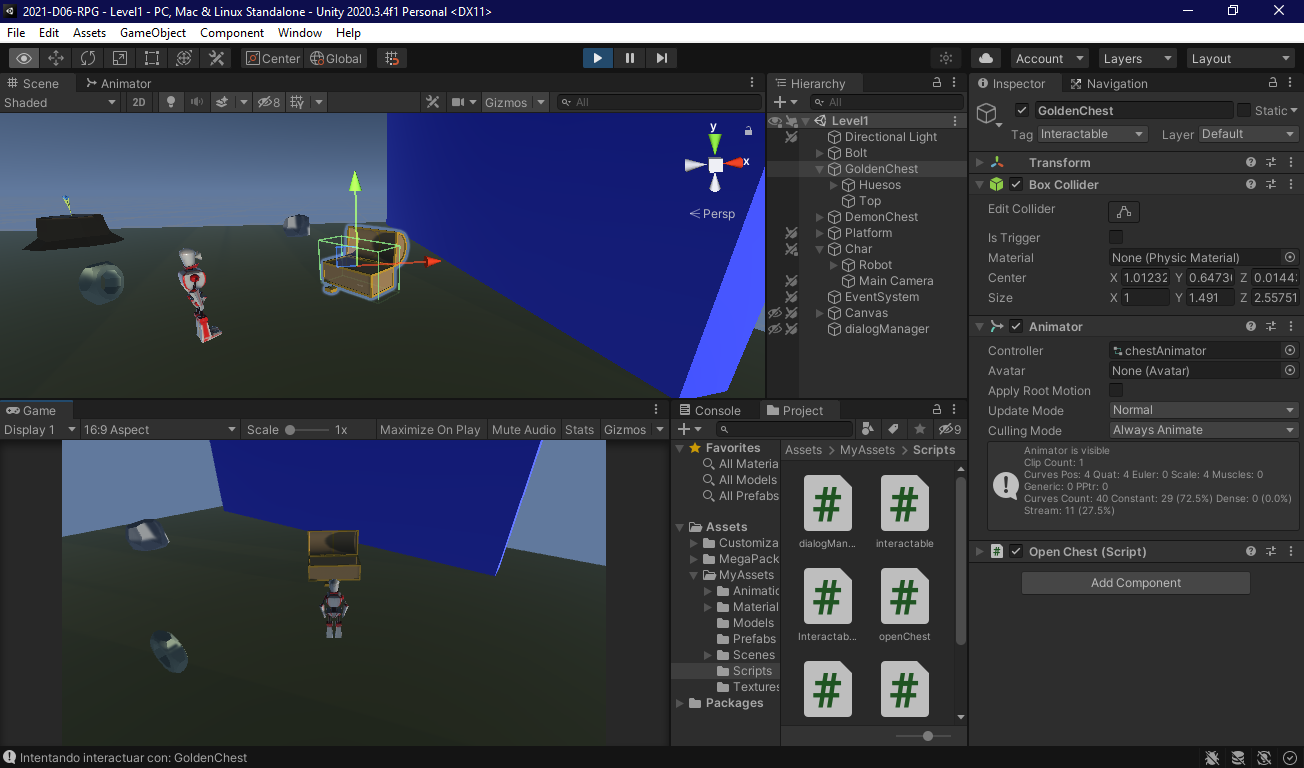 2021-D06-RPG - Level1 - PC, Mac & Linux Standalone - Unity 2020.3.4f1 Personal <DX11>
File Edit Assets GameObject Component Window Help
Center Global Account Layers Layout
Scene Animator
Shaded 2D 8 Gizmos All
y
x
Persp
Hierarchy
All
Level1
Directional Light
Bolt
GoldenChest
Huesos
Top
DemonChest
Platform
Char
Robot
Main Camera
EventSystem
Canvas
dialogManager
Inspector Navigation
GoldenChest Static
Tag Interactable Layer Default
Transform
Box Collider
Edit Collider
Is Trigger
Material None (Physic Material)
Center X 1.01232 Y 0.6473 Z 0.0144
Size X 1 Y 1.491 Z 2.55751
Animator
Controller chestAnimator
Avatar None (Avatar)
Apply Root Motion
Update Mode Normal
Culling Mode Always Animate
Animator is visible
Clip Count: 1
Curves Pos: 4 Quat: 4 Euler: 0 Scale: 4 Muscles: 0
Generic: 0 PPtr: 0
Curves Count: 40 Constant: 29 (72.5%) Dense: 0 (0.0%)
Stream: 11 (27.5%)
Open Chest (Script)
Add Component
Game
Display 1 16:9 Aspect Scale 1x Maximize On Play Mute Audio Stats Gizmos
Console Project
9
Favorites
All Materia
All Models
All Prefabs
Assets
Customiza
MegaPack
MyAssets
Animatio
Material
Models
Prefabs
Scenes
Scripts
Textures
Packages
Assets > MyAssets > Scripts
# #
dialogMan... interactable
# #
Interactab... openChest
# #
Intentando interactuar con: GoldenChest